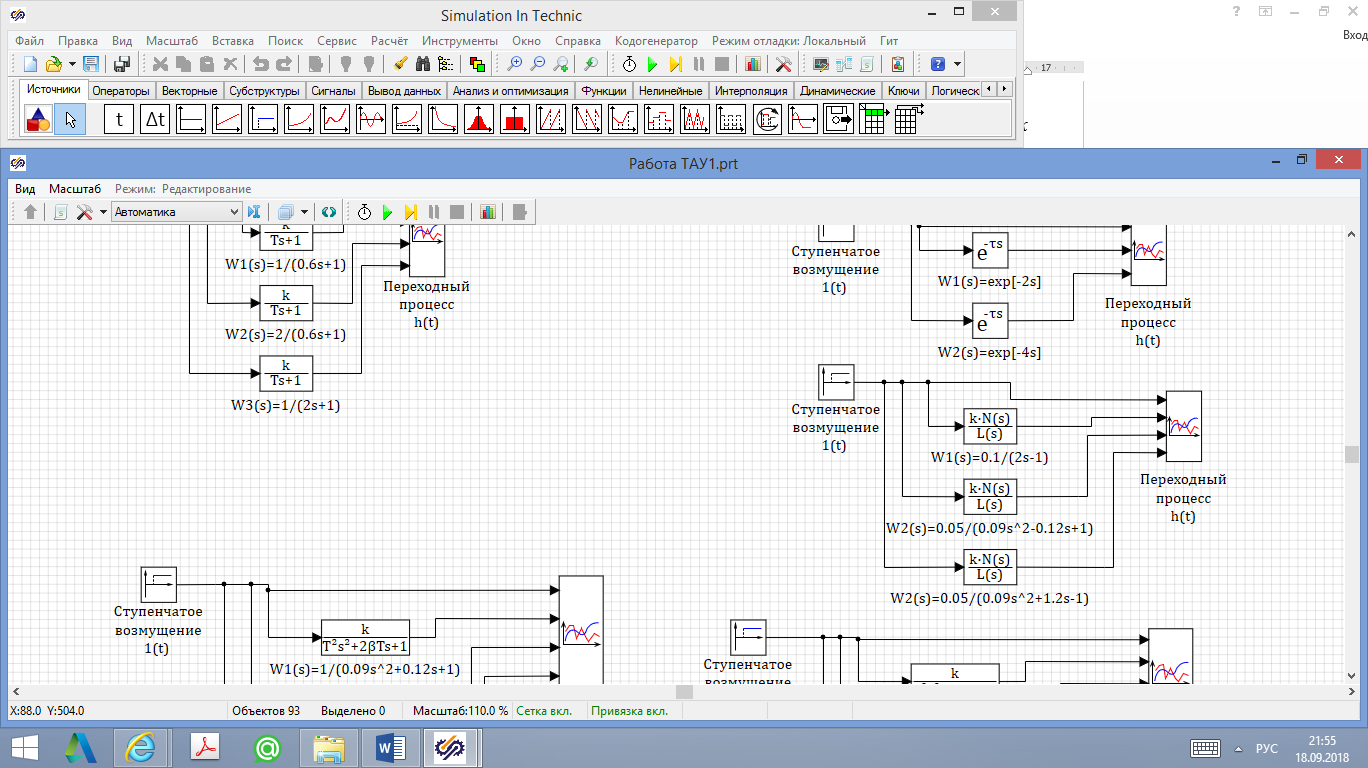 Simulation In Technic
Файл Правка Вид Масштаб Вставка Поиск Сервис Расчёт Инструменты Окно Справка Кодогенератор Режим отладки: Локальный Гит
Вход
17
Источники Операторы Векторные Субструктуры Сигналы Вывод данных Анализ и оптимизация Функции Нелинейные Интерполяция Динамические Ключи Логическ
t Δt
Работа ТАУ1.prt
Вид Масштаб Режим: Редактирование
Автоматика
k
Ts+1
W1(s)=1/(0.6s+1)
k
Ts+1
W2(s)=2/(0.6s+1)
k
Ts+1
W3(s)=1/(2s+1)
Переходный
процесс
h(t)
Ступенчатое
возмущение
1(t)
e^-τs
W1(s)=exp[-2s]
e^-τs
W2(s)=exp[-4s]
Переходный
процесс
h(t)
Ступенчатое
возмущение
1(t)
k·N(s)
L(s)
W1(s)=0.1/(2s-1)
k·N(s)
L(s)
W2(s)=0.05/(0.09s^2-0.12s+1)
k·N(s)
L(s)
W2(s)=0.05/(0.09s^2+1.2s-1)
Переходный
процесс
h(t)
Ступенчатое
возмущение
1(t)
k
T²s²+2βTs+1
W1(s)=1/(0.09s^2+0.12s+1)
Ступенчатое
возмущение
k
X:88.0 Y:504.0 Объектов 93 Выделено 0 Масштаб:110.0 % Сетка вкл. Привязка вкл.
РУС
21:55
18.09.2018